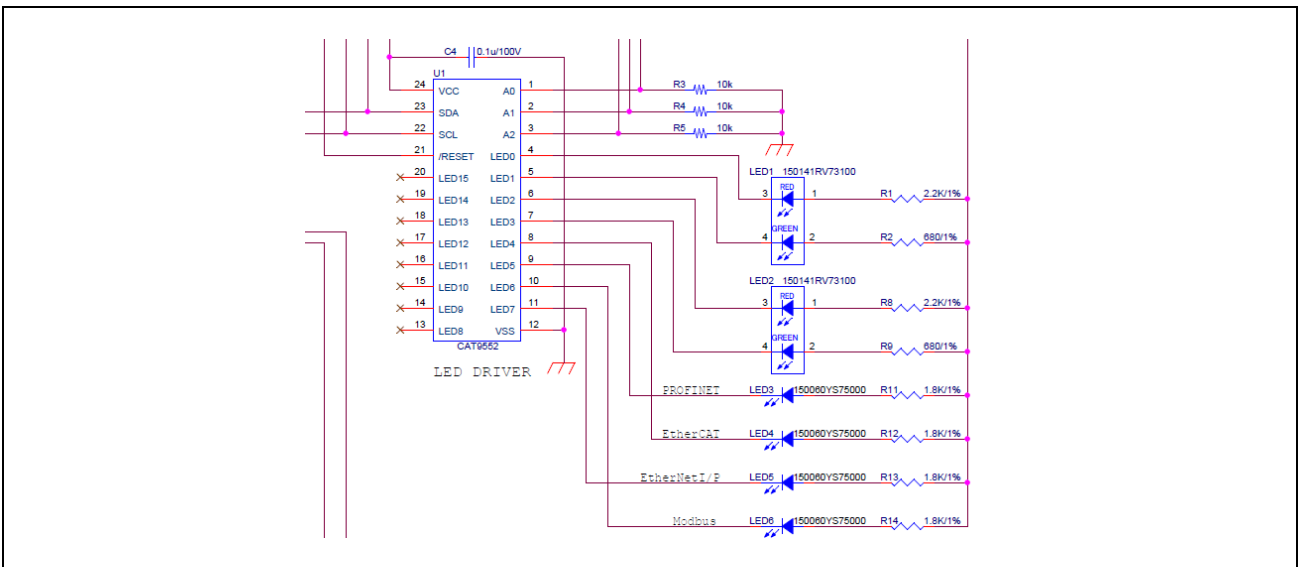 C4 0.1u/100V
U1
24 VCC A0 1 R3 10k
23 SDA A1 2 R4 10k
22 SCL A2 3 R5 10k
21 /RESET LED0 4
20 LED15 LED1 5
19 LED14 LED2 6
18 LED13 LED3 7
17 LED12 LED4 8
16 LED11 LED5 9
15 LED10 LED6 10
14 LED9 LED7 11
13 LED8 VSS 12
CAT9552
LED DRIVER
LED1 150141RV73100
RED
3 1 R1 2.2K/1%
GREEN
4 2 R2 680/1%
LED2 150141RV73100
RED
3 1 R8 2.2K/1%
GREEN
4 2 R9 680/1%
PROFINET LED3 150060YS75000 R11 1.8K/1%
EtherCAT LED4 150060YS75000 R12 1.8K/1%
EtherNetI/P LED5 150060YS75000 R13 1.8K/1%
Modbus LED6 150060YS75000 R14 1.8K/1%